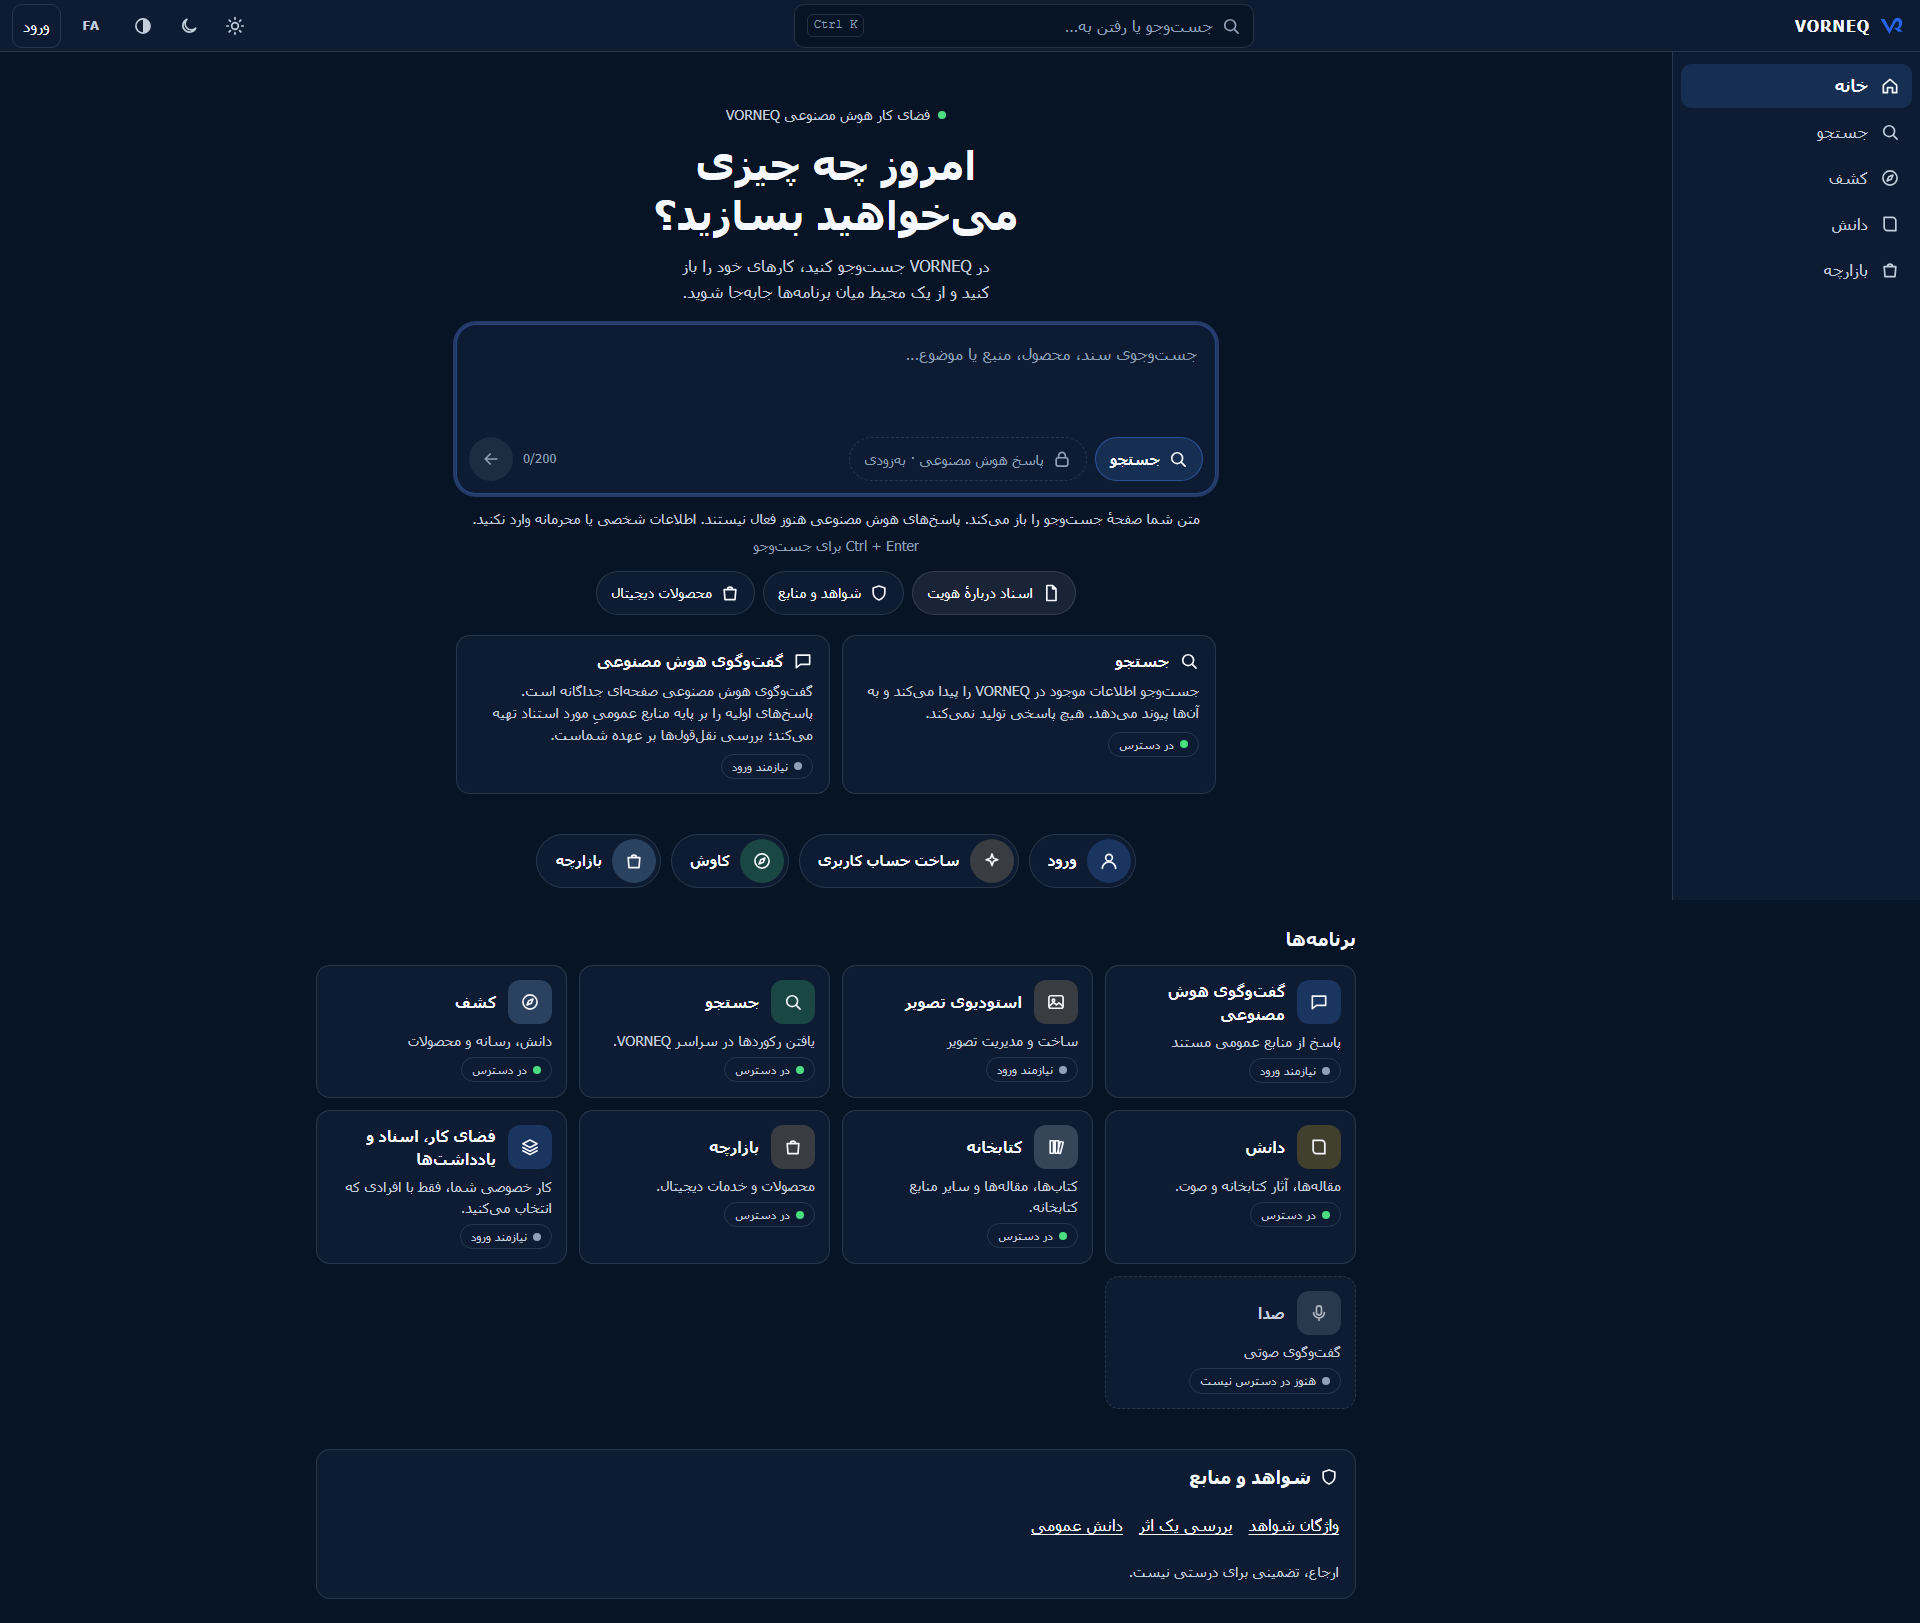 VORNEQ
جست‌وجو یا رفتن به...
Ctrl K
FA
ورود
خانه
جستجو
کشف
دانش
بازارچه
فضای کار هوش مصنوعی VORNEQ
امروز چه چیزی
می‌خواهید بسازید؟
در VORNEQ جست‌وجو کنید، کارهای خود را باز
کنید و از یک محیط میان برنامه‌ها جابه‌جا شوید.
جست‌وجوی سند، محصول، منبع یا موضوع...
جستجو
پاسخ هوش مصنوعی · به‌زودی
0/200
متن شما صفحهٔ جست‌وجو را باز می‌کند. پاسخ‌های هوش مصنوعی هنوز فعال نیستند. اطلاعات شخصی یا محرمانه وارد نکنید.
Ctrl + Enter برای جست‌وجو
اسناد دربارهٔ هویت
شواهد و منابع
محصولات دیجیتال
جستجو
جست‌وجو اطلاعات موجود در VORNEQ را پیدا می‌کند و به
آن‌ها پیوند می‌دهد. هیچ پاسخی تولید نمی‌کند.
در دسترس
گفت‌وگوی هوش مصنوعی
گفت‌وگوی هوش مصنوعی صفحه‌ای جداگانه است.
پاسخ‌های اولیه را بر پایه منابع عمومیِ مورد استناد تهیه
می‌کند؛ بررسی نقل‌قول‌ها بر عهده شماست.
نیازمند ورود
ورود
ساخت حساب کاربری
کاوش
بازارچه
برنامه‌ها
گفت‌وگوی هوش
مصنوعی
پاسخ از منابع عمومی مستند
نیازمند ورود
استودیوی تصویر
ساخت و مدیریت تصویر
نیازمند ورود
جستجو
یافتن رکوردها در سراسر VORNEQ.
در دسترس
کشف
دانش، رسانه و محصولات
در دسترس
دانش
مقاله‌ها، آثار کتابخانه و صوت.
در دسترس
کتابخانه
کتاب‌ها، مقاله‌ها و سایر منابع
کتابخانه.
در دسترس
بازارچه
محصولات و خدمات دیجیتال.
در دسترس
فضای کار، اسناد و
یادداشت‌ها
کار خصوصی شما، فقط با افرادی که
انتخاب می‌کنید.
نیازمند ورود
صدا
گفت‌وگوی صوتی
هنوز در دسترس نیست
شواهد و منابع
واژگان شواهد
بررسی یک اثر
دانش عمومی
ارجاع، تضمینی برای درستی نیست.